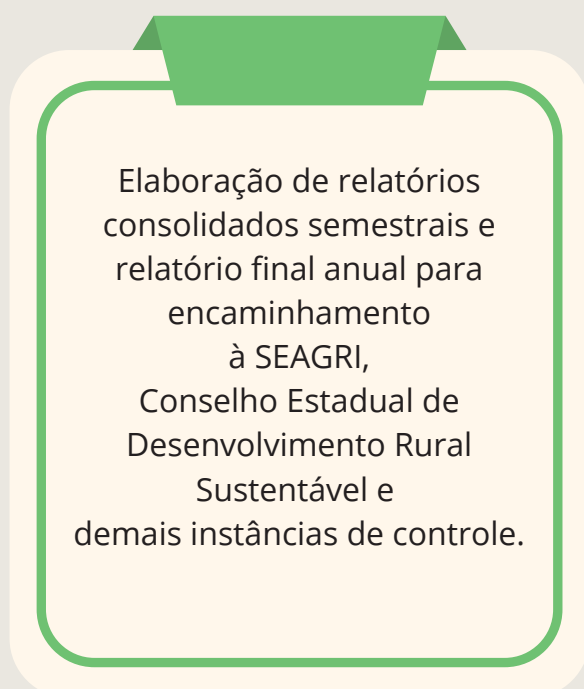 Elaboração de relatórios
consolidados semestrais e
relatório final anual para
encaminhamento
à SEAGRI,
Conselho Estadual de
Desenvolvimento Rural
Sustentável e
demais instâncias de controle.